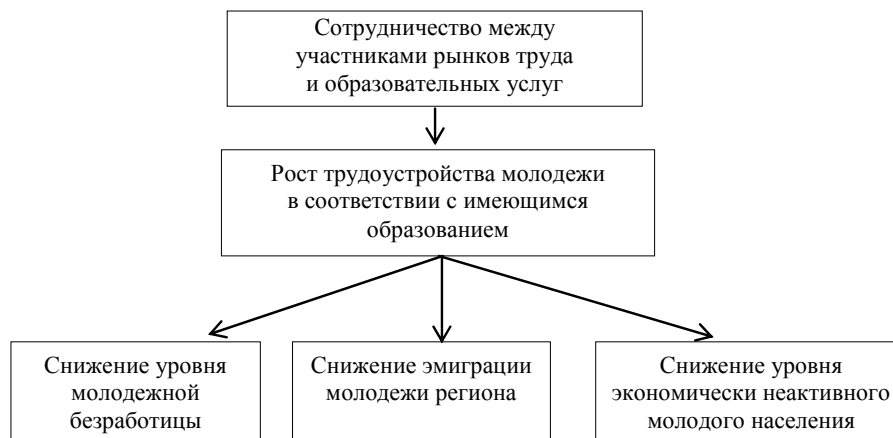 Сотрудничество между
участниками рынков труда
и образовательных услуг
Рост трудоустройства молодежи
в соответствии с имеющимся
образованием
Снижение уровня
молодежной
безработицы
Снижение эмиграции
молодежи региона
Снижение уровня
экономически неактивного
молодого населения